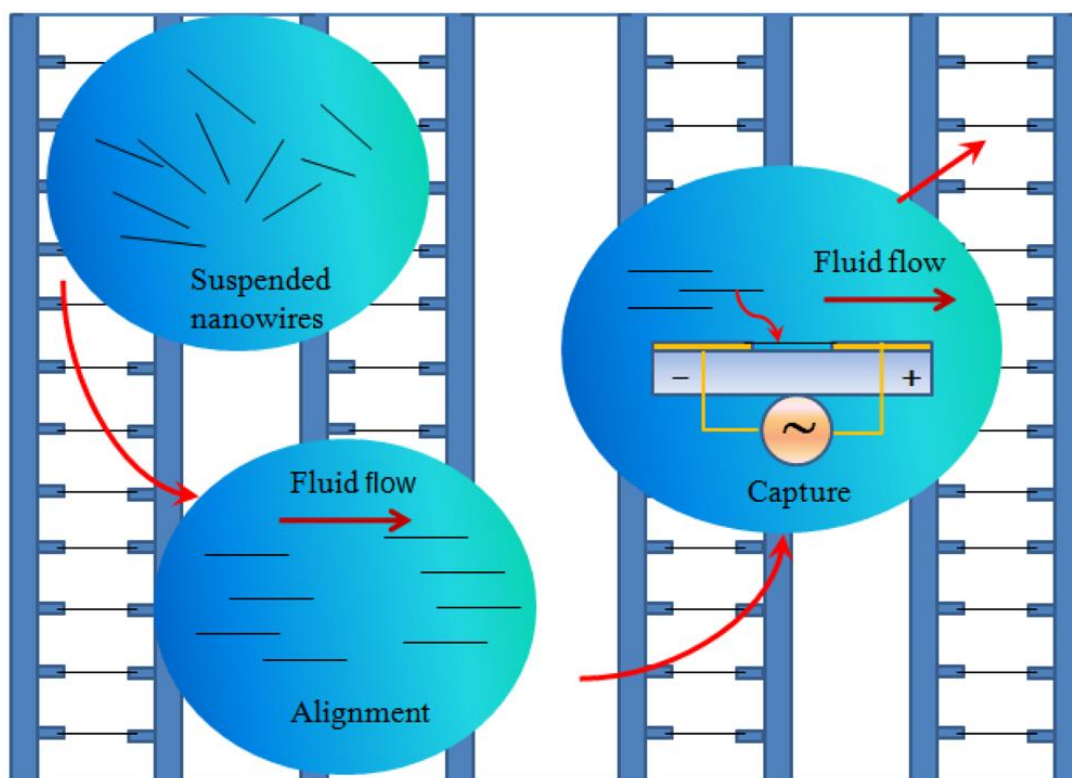 Suspended
nanowires
Fluid flow
Alignment
Fluid flow
− +
~
Capture